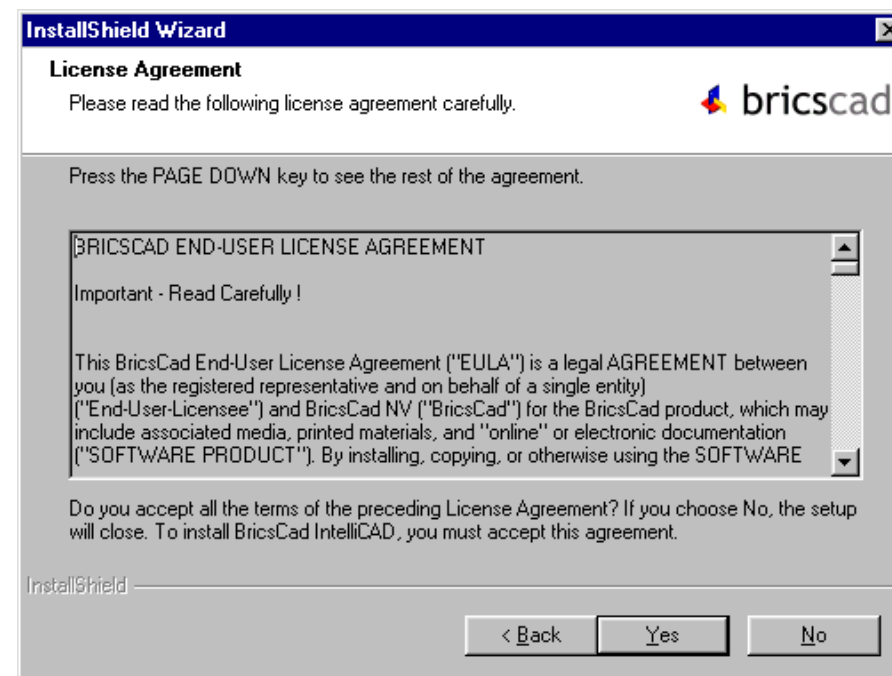 InstallShield Wizard
License Agreement
Please read the following license agreement carefully.
bricscad
Press the PAGE DOWN key to see the rest of the agreement.
BRICSCAD END-USER LICENSE AGREEMENT
Important - Read Carefully !
This BricsCad End-User License Agreement ("EULA") is a legal AGREEMENT between
you (as the registered representative and on behalf of a single entity)
("End-User-Licensee") and BricsCad NV ("BricsCad") for the BricsCad product, which may
include associated media, printed materials, and "online" or electronic documentation
("SOFTWARE PRODUCT"). By installing, copying, or otherwise using the SOFTWARE
Do you accept all the terms of the preceding License Agreement? If you choose No, the setup
will close. To install BricsCad IntelliCAD, you must accept this agreement.
InstallShield
< Back
Yes
No